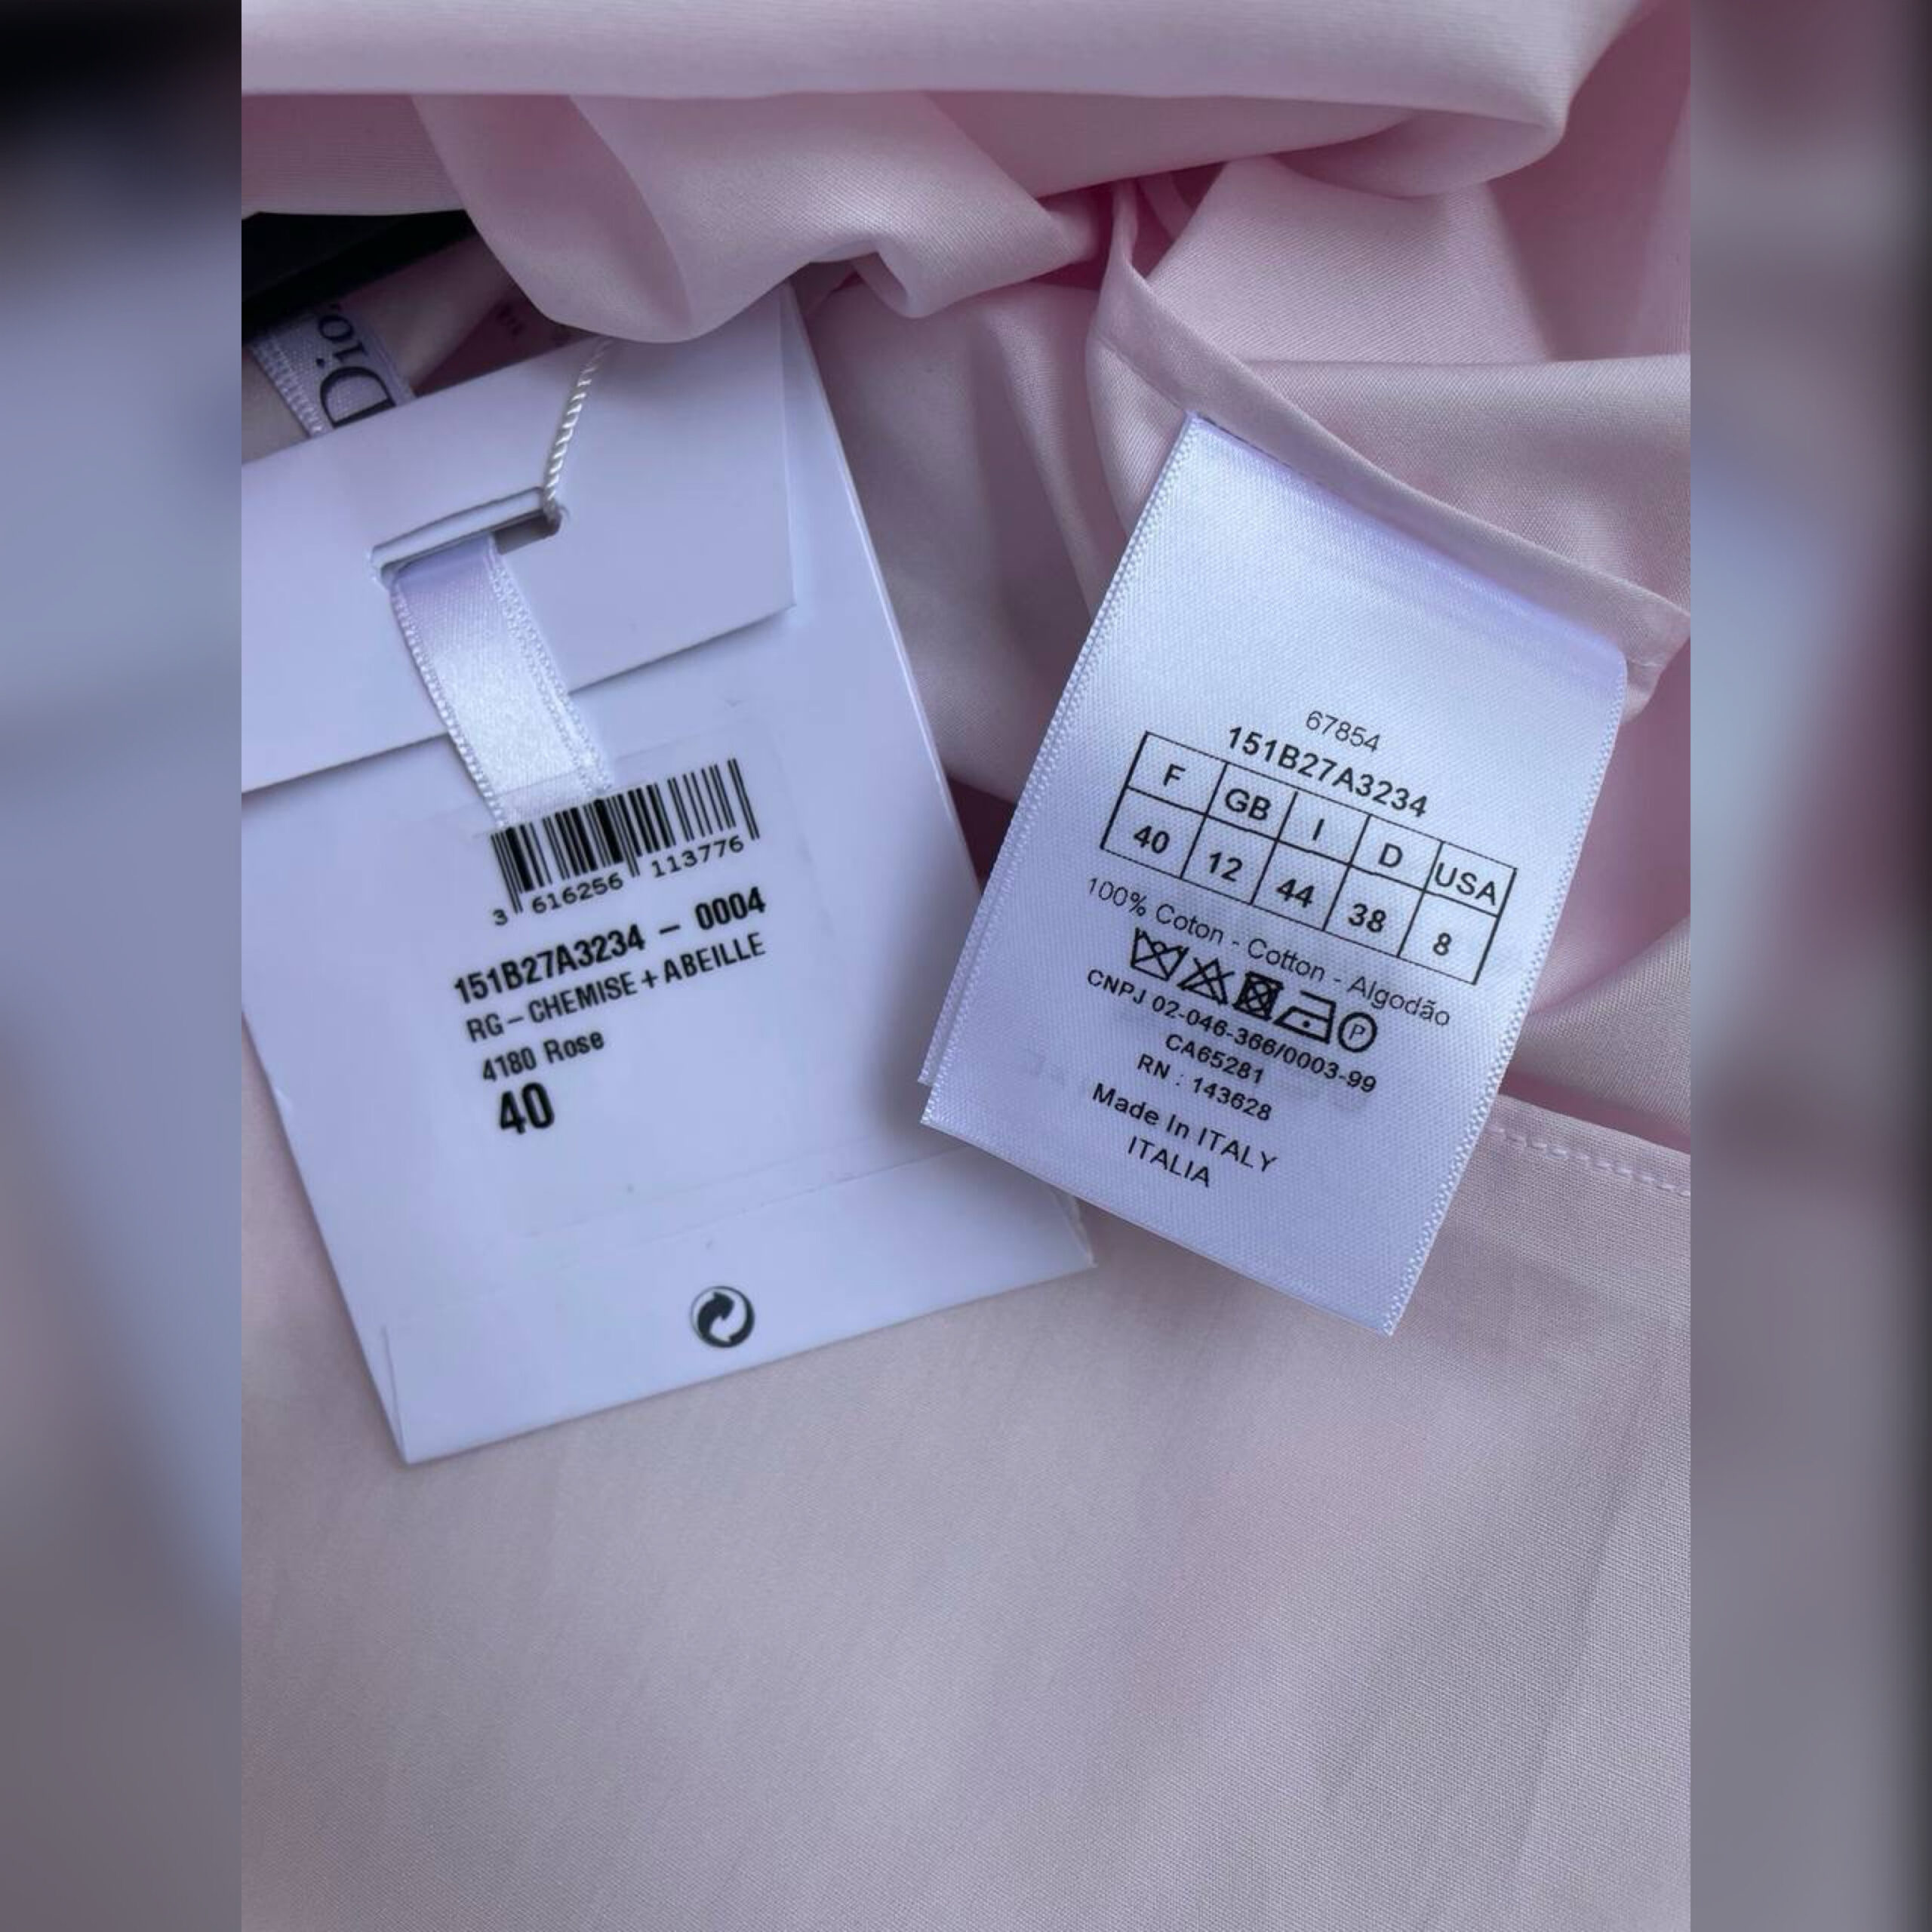 Dior
3 616256 113776
151B27A3234 - 0004
RG-CHEMISE+ABEILLE
4180 Rose
40
67854
151B27A3234
F GB I D USA
40 12 44 38 8
100% Coton - Cotton - Algodão
P
CNPJ 02-046-366/0003-99
CA65281
RN : 143628
Made In ITALY
ITALIA